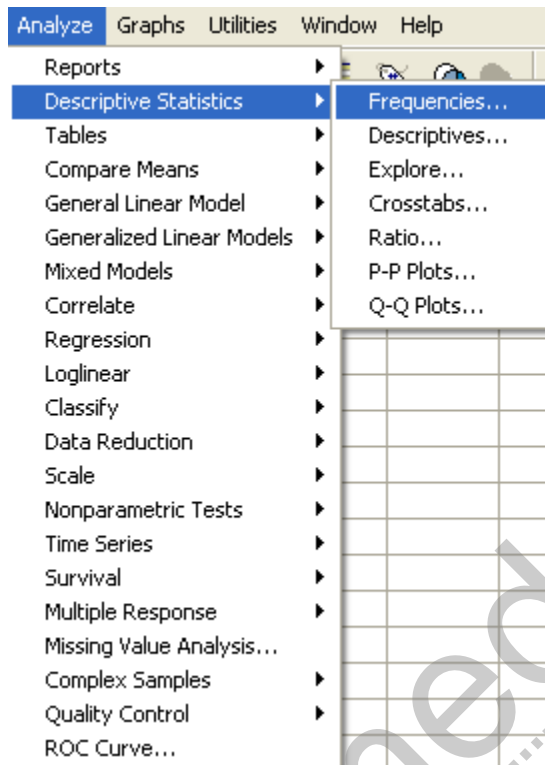 Analyze Graphs Utilities Window Help
Reports
Descriptive Statistics
Tables
Compare Means
General Linear Model
Generalized Linear Models
Mixed Models
Correlate
Regression
Loglinear
Classify
Data Reduction
Scale
Nonparametric Tests
Time Series
Survival
Multiple Response
Missing Value Analysis...
Complex Samples
Quality Control
ROC Curve...
Frequencies...
Descriptives...
Explore...
Crosstabs...
Ratio...
P-P Plots...
Q-Q Plots...